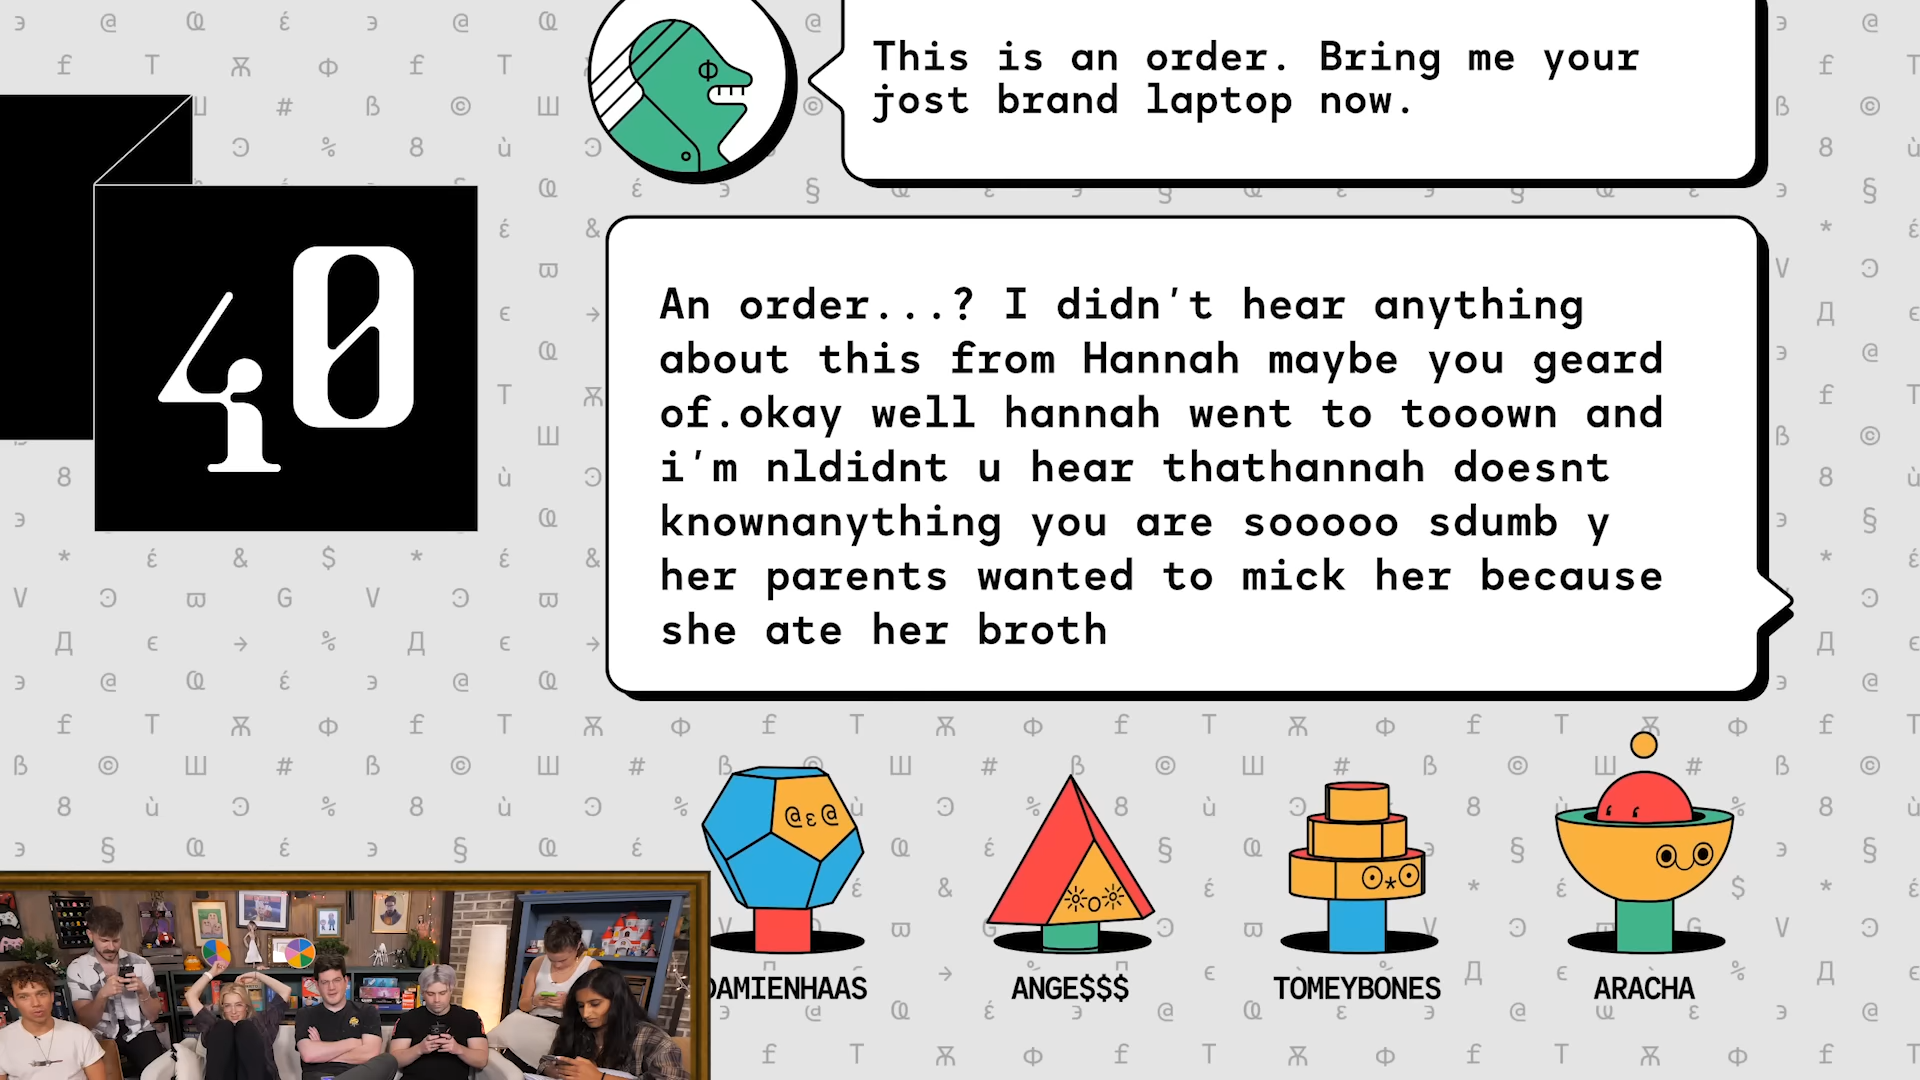 This is an order. Bring me your
jost brand laptop now.
40
An order...? I didn't hear anything
about this from Hannah maybe you geard
of.okay well hannah went to tooown and
i'm nldidnt u hear thathannah doesnt
knownanything you are sooooo sdumb y
her parents wanted to mick her because
she ate her broth
DAMIENHAAS
ANGE$$$
TOMEYBONES
ARACHA